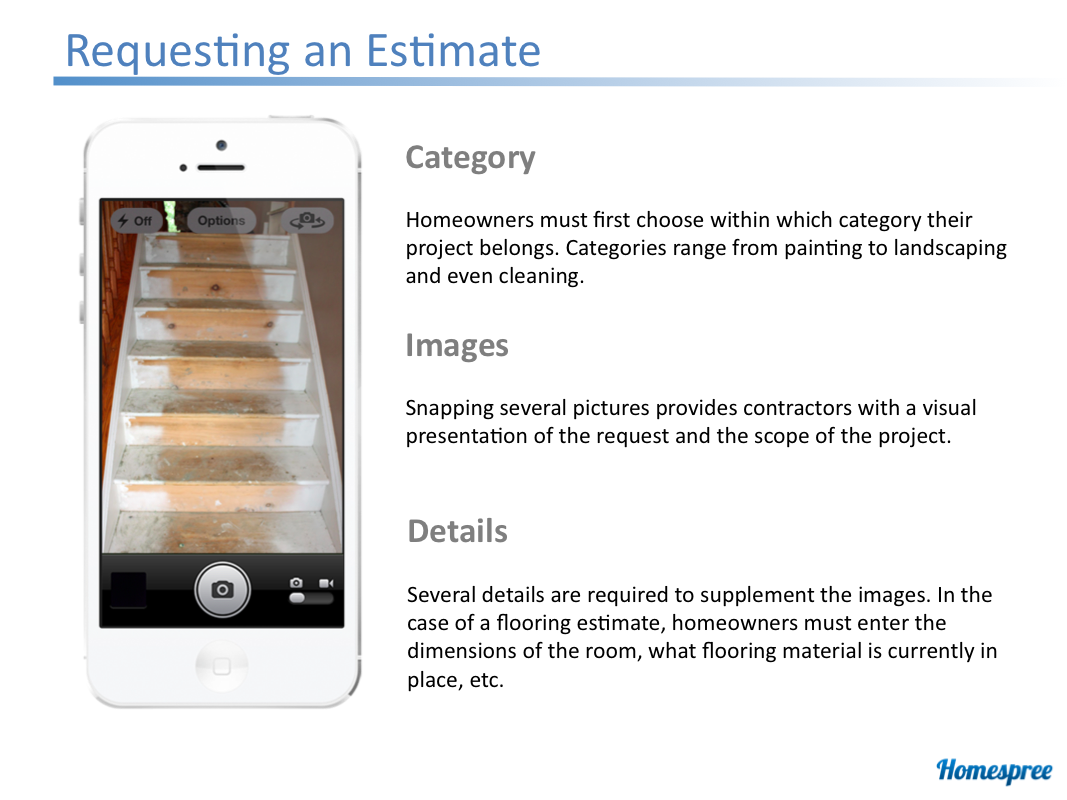 Requesting an Estimate
Off
Options
Category
Homeowners must first choose within which category their
project belongs. Categories range from painting to landscaping
and even cleaning.
Images
Snapping several pictures provides contractors with a visual
presentation of the request and the scope of the project.
Details
Several details are required to supplement the images. In the
case of a flooring estimate, homeowners must enter the
dimensions of the room, what flooring material is currently in
place, etc.
Homespree